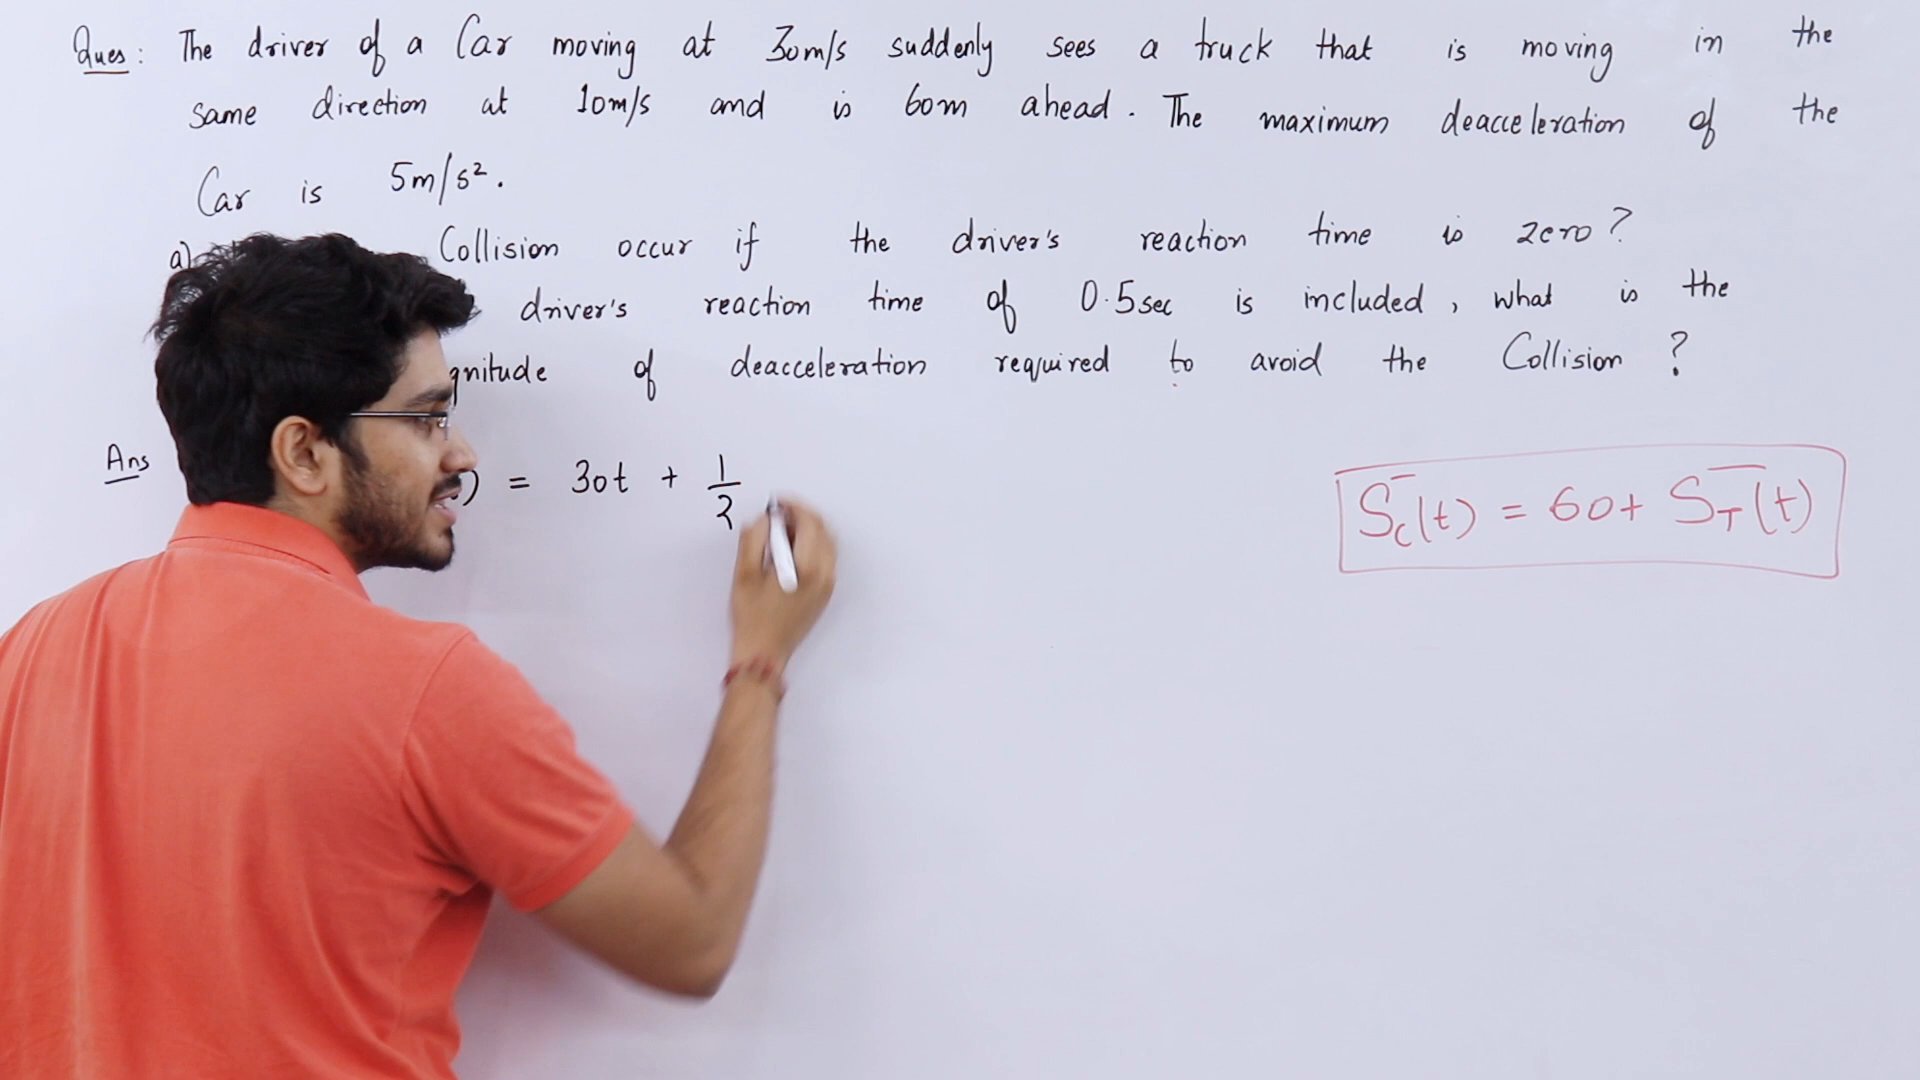 Ques : The driver of a Car moving at 30m/s suddenly sees a truck that is moving in the
same direction at 10m/s and is 60m ahead. The maximum deacceleration of the
Car is 5m/s².
a) Collision occur if the driver's reaction time is zero?
driver's reaction time of 0.5sec is included, what is the
gnitude of deacceleration required to avoid the Collision ?
Ans ) = 30t + 1/2
S_C(t) = 60 + S_T(t)